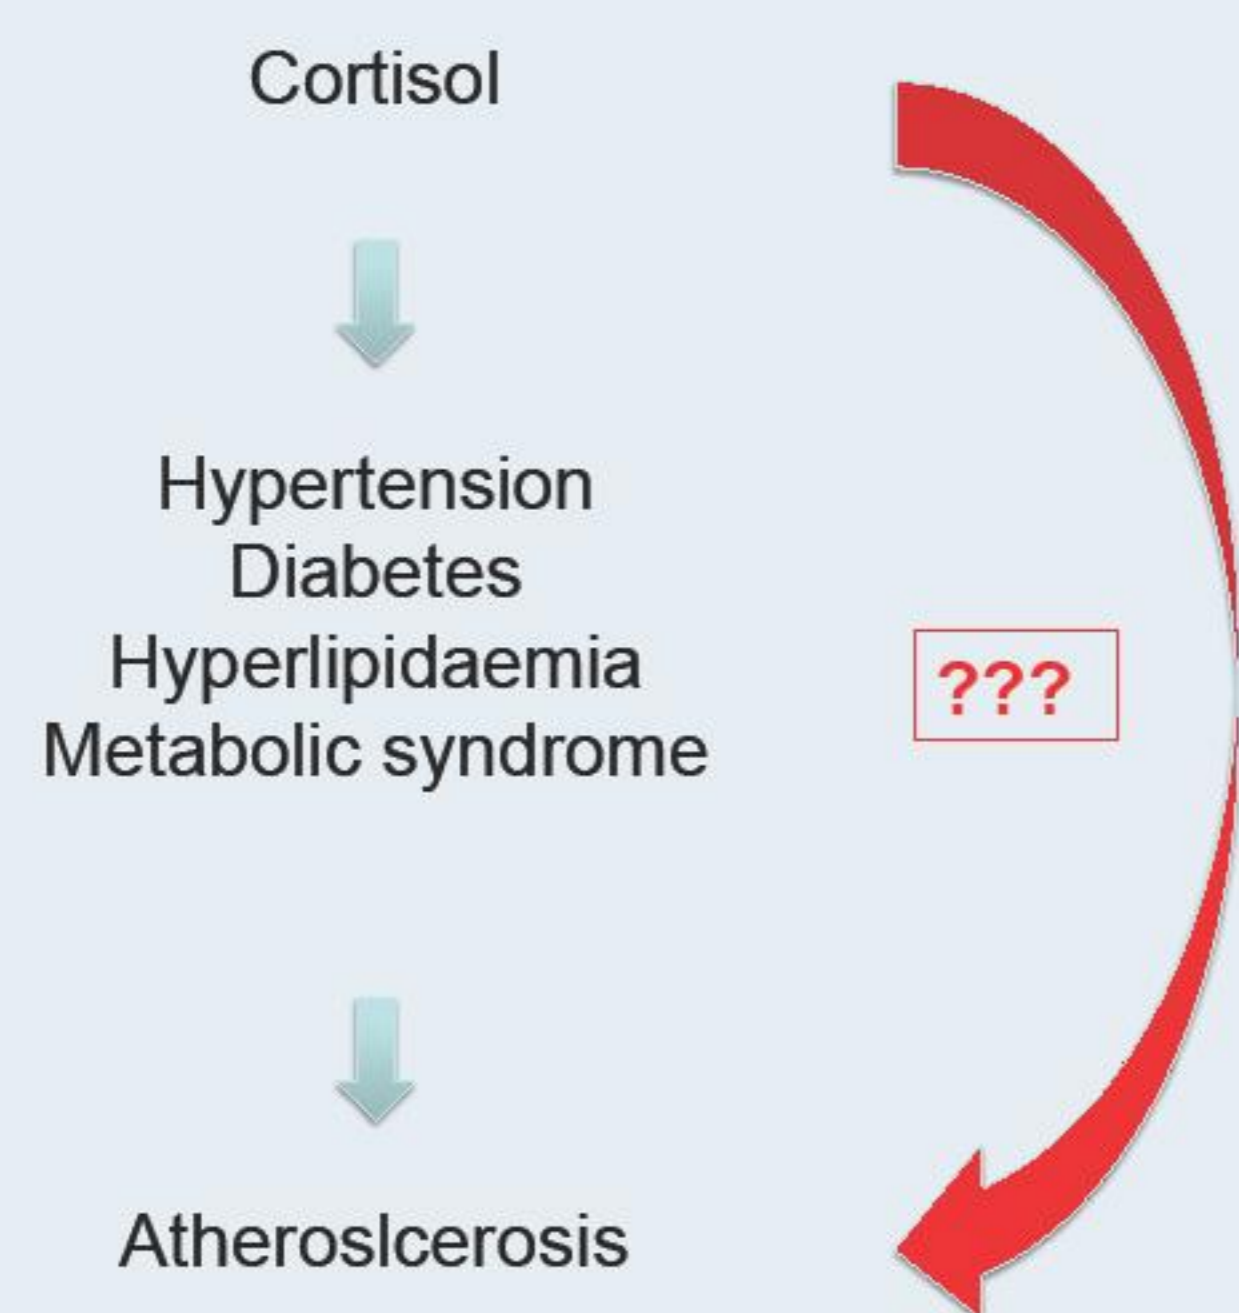 Cortisol
Hypertension
Diabetes
Hyperlipidaemia
???
Metabolic syndrome
Atheroslcerosis